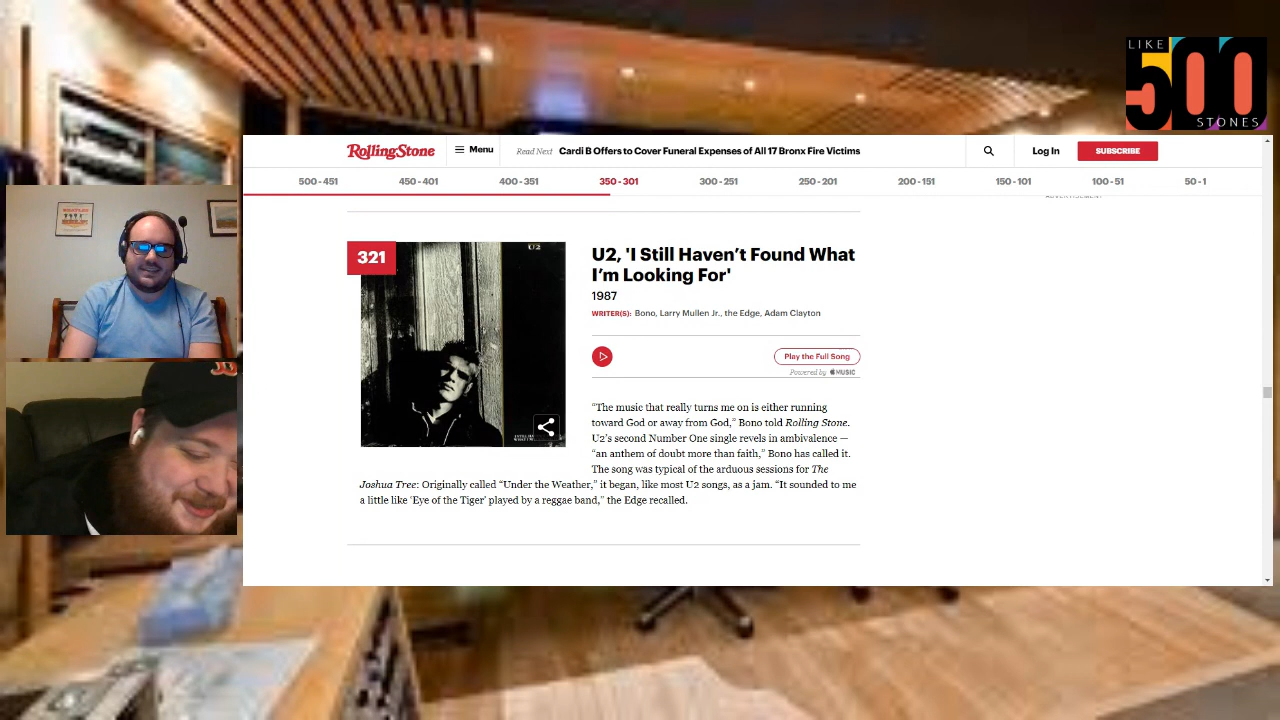 LIKE
500
STONES
RollingStone
Menu
Read Next Cardi B Offers to Cover Funeral Expenses of All 17 Bronx Fire Victims
Log In
SUBSCRIBE
500-451 450-401 400-351 350-301 300-251 250-201 200-151 150-101 100-51 50-1
ADVERTISEMENT
321
U2
U2, 'I Still Haven’t Found What
I’m Looking For'
1987
WRITER(S): Bono, Larry Mullen Jr., the Edge, Adam Clayton
Play the Full Song
Powered by MUSIC
“The music that really turns me on is either running
toward God or away from God,” Bono told Rolling Stone.
U2’s second Number One single revels in ambivalence —
“an anthem of doubt more than faith,” Bono has called it.
The song was typical of the arduous sessions for The
Joshua Tree: Originally called “Under the Weather,” it began, like most U2 songs, as a jam. “It sounded to me
a little like ‘Eye of the Tiger’ played by a reggae band,” the Edge recalled.